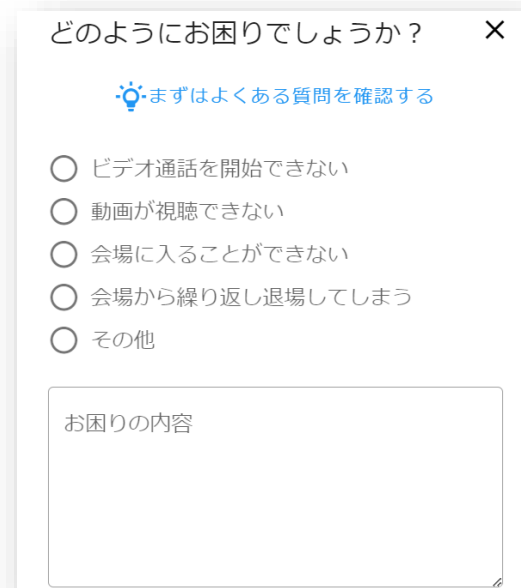 どのようにお困りでしょうか？
まずはよくある質問を確認する
ビデオ通話を開始できない
動画が視聴できない
会場に入ることができない
会場から繰り返し退場してしまう
その他
お困りの内容